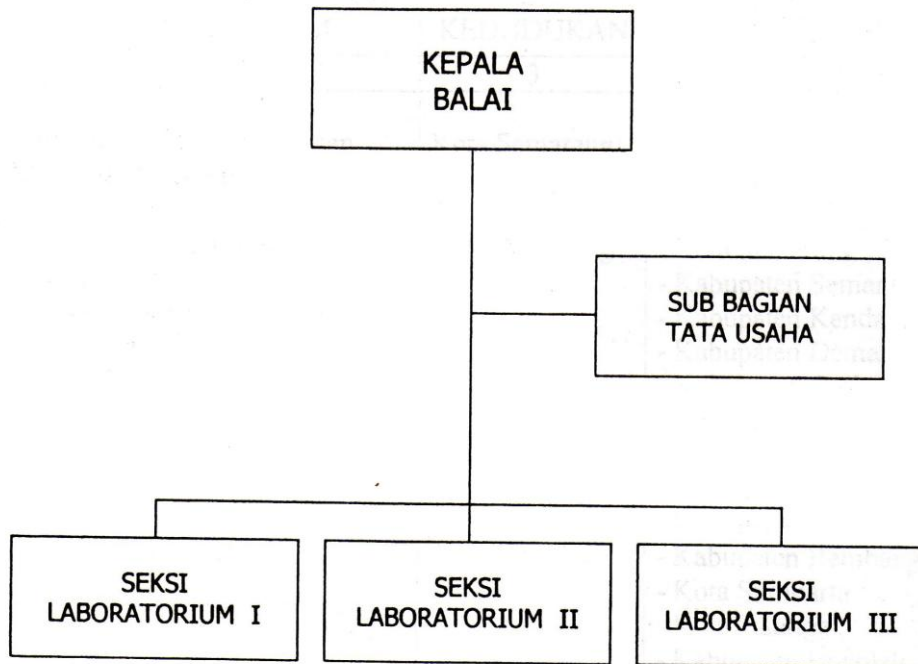 KEPALA
BALAI
SUB BAGIAN
TATA USAHA
SEKSI
LABORATORIUM I
SEKSI
LABORATORIUM II
SEKSI
LABORATORIUM III